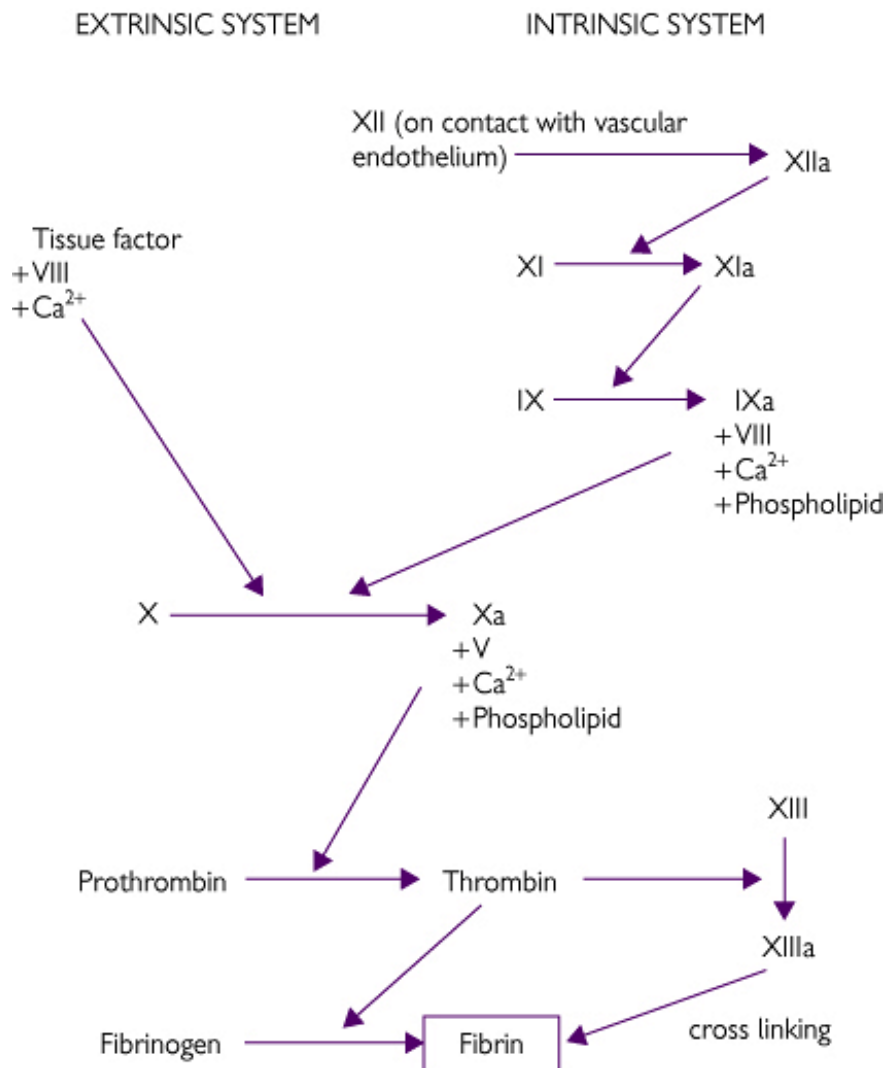 EXTRINSIC SYSTEM
INTRINSIC SYSTEM
XII (on contact with vascular
endothelium)
XIIa
Tissue factor
+VIII
+Ca²⁺
XI
XIa
IX
IXa
+VIII
+Ca²⁺
+Phospholipid
X
Xa
+V
+Ca²⁺
+Phospholipid
XIII
Prothrombin
Thrombin
XIIIa
cross linking
Fibrinogen
Fibrin